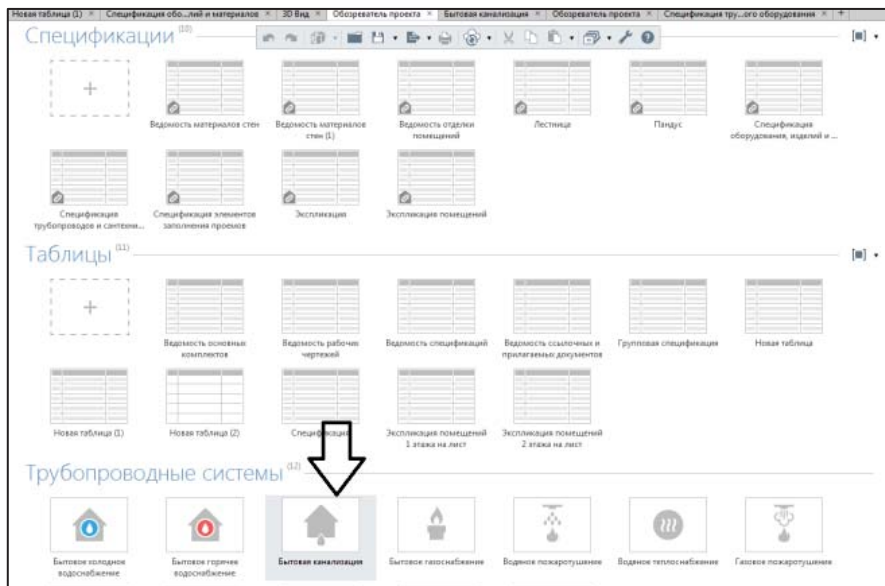 Новая таблица (1) × Спецификация обо...лий и материалов × 3D Вид × Обозреватель проекта × Бытовая канализация × Обозреватель проекта × Спецификация тру...ого оборудования × +
Спецификации (10)
Ведомость материалов стен
Ведомость материалов
стен (1)
Ведомость отделки
помещений
Лестница
Пандус
Спецификация
оборудования, изделий и ...
Спецификация
трубопроводов и сантехни...
Спецификация элементов
заполнения проемов
Экспликация
Экспликация помещений
Таблицы (11)
Ведомость основных
комплектов
Ведомость рабочих
чертежей
Ведомость спецификаций
Ведомость ссылочных и
прилагаемых документов
Групповая спецификация
Новая таблица
Новая таблица (1)
Новая таблица (2)
Спецификация
Экспликация помещений
1 этажа на лист
Экспликация помещений
2 этажа на лист
Трубопроводные системы (12)
Бытовое холодное
водоснабжение
Бытовое горячее
водоснабжение
Бытовая канализация
Бытовое газоснабжение
Водяное пожаротушение
Водяное теплоснабжение
Газовое пожаротушение